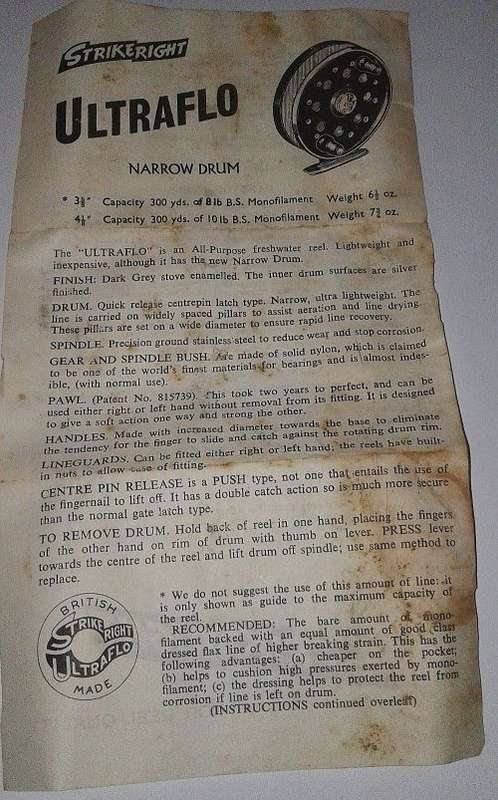 STRIKERIGHT
ULTRAFLO
NARROW DRUM
* 3½" Capacity 300 yds. of 8 lb B.S. Monofilament Weight 6½ oz.
Capacity 300 yds. of 10 lb B.S. Monofilament Weight 7¾ oz.
The "ULTRAFLO" is an All-Purpose freshwater reel. Lightweight and
inexpensive, although it has the new Narrow Drum.
FINISH: Dark Grey stove enamelled. The inner drum surfaces are silver
finished.
DRUM. Quick release centrepin latch type. Narrow, ultra lightweight. The
line is carried on widely spaced pillars to assist aeration and line drying.
These pillars are set on a wide diameter to ensure rapid line recovery.
SPINDLE. Precision ground stainless steel to reduce wear and stop corrosion.
GEAR AND SPINDLE BUSH. Are made of solid nylon, which is claimed
to be one of the world's finest materials for bearings and is almost indes-
ible, (with normal use).
PAWL. (Patent No. 815739). This took two years to perfect, and can be
used either right or left hand without removal from its fitting. It is designed
to give a soft action one way and strong the other.
HANDLES. Made with increased diameter towards the base to eliminate
the tendency for the finger to slide and catch against the rotating drum rim.
LINEGUARDS. Can be fitted either right or left hand; the reels have built-
in nuts to allow ease of fitting.
CENTRE PIN RELEASE is a PUSH type, not one that entails the use of
the fingernail to lift off. It has a double catch action so is much more secure
than the normal gate latch type.
TO REMOVE DRUM. Hold back of reel in one hand, placing the fingers
of the other hand on rim of drum with thumb on lever. PRESS lever
towards the centre of the reel and lift drum off spindle; use same method to
replace.
BRITISH
STRIKE RIGHT
ULTRAFLO
MADE
* We do not suggest the use of this amount of line: it
is only shown as guide to the maximum capacity of
the reel.
RECOMMENDED: The bare amount of mono-
filament backed with an equal amount of good class
dressed flax line of higher breaking strain. This has the
following advantages: (a) cheaper on the pocket;
(b) helps to cushion high pressures exerted by mono-
filament; (c) the dressing helps to protect the reel from
corrosion if line is left on drum.
(INSTRUCTIONS continued overleaf)